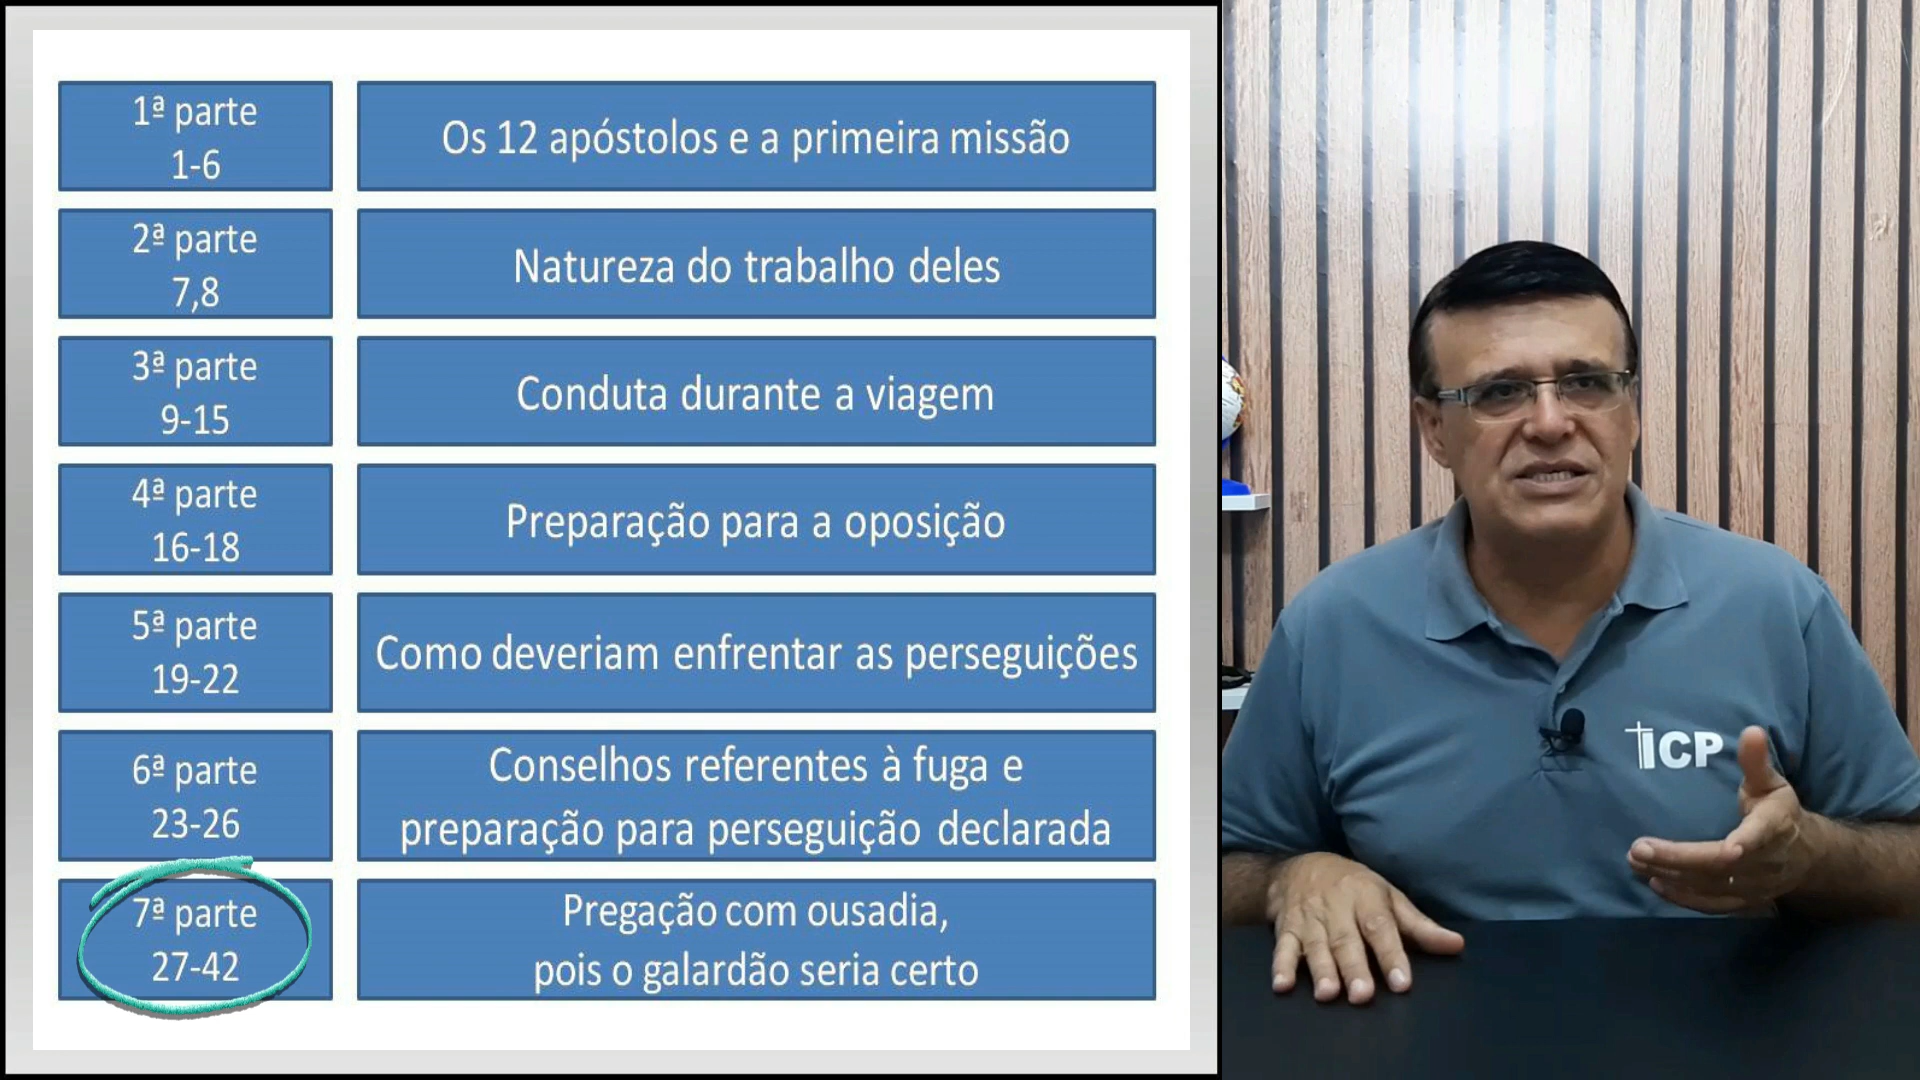 1ª parte
1-6
Os 12 apóstolos e a primeira missão
2ª parte
7,8
Natureza do trabalho deles
3ª parte
9-15
Conduta durante a viagem
4ª parte
16-18
Preparação para a oposição
5ª parte
19-22
Como deveriam enfrentar as perseguições
6ª parte
23-26
Conselhos referentes à fuga e
preparação para perseguição declarada
7ª parte
27-42
Pregação com ousadia,
pois o galardão seria certo
ICP